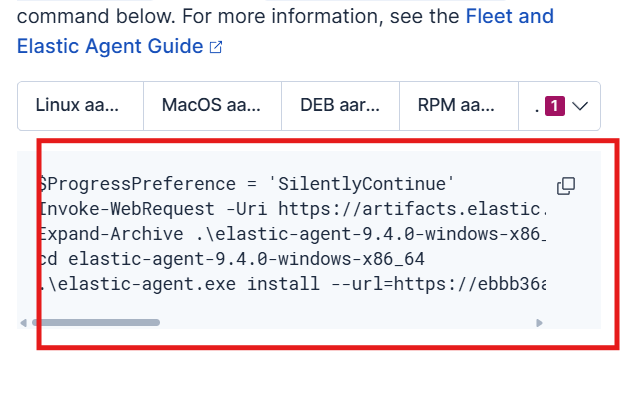 command below. For more information, see the Fleet and
Elastic Agent Guide
Linux aa...
MacOS aa...
DEB aar...
RPM aa...
. 1
$ProgressPreference = 'SilentlyContinue'
Invoke-WebRequest -Uri https://artifacts.elastic.
Expand-Archive .\elastic-agent-9.4.0-windows-x86_
cd elastic-agent-9.4.0-windows-x86_64
.\elastic-agent.exe install --url=https://ebbb36a